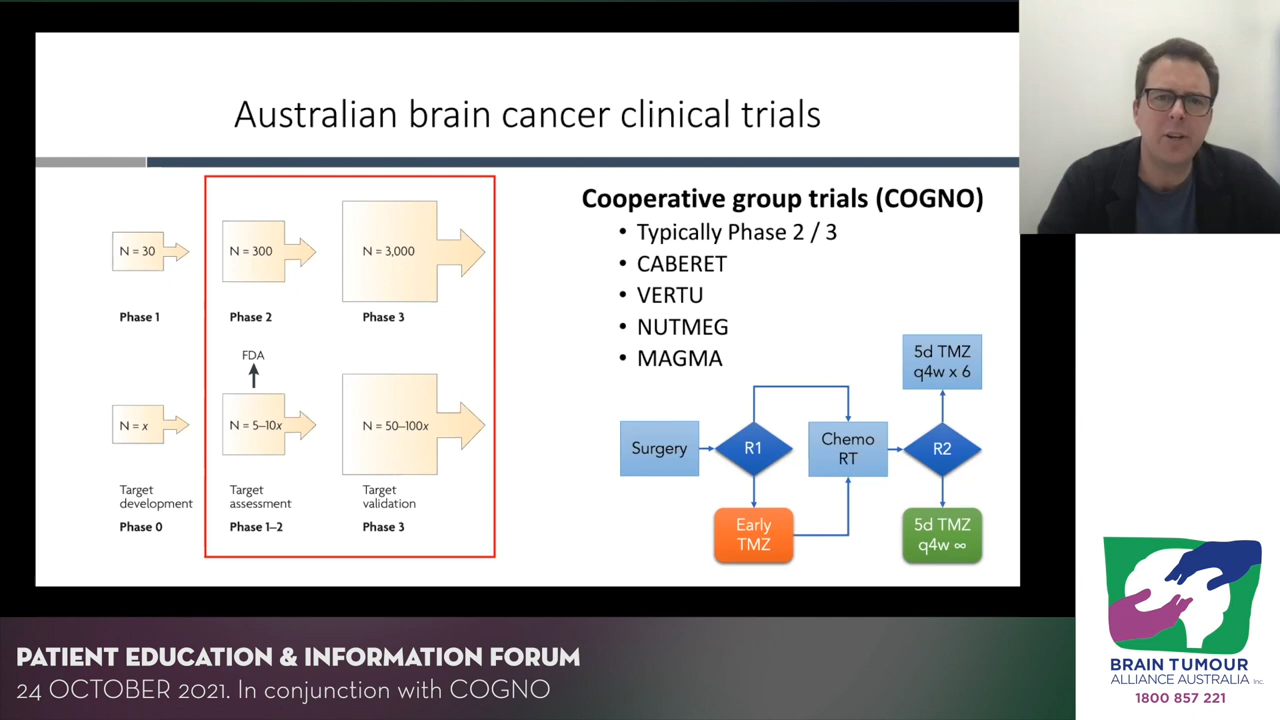 Australian brain cancer clinical trials
N = 30
N = 300
N = 3,000
Phase 1
Phase 2
Phase 3
FDA
N = x
N = 5–10x
N = 50–100x
Target
development
Phase 0
Target
assessment
Phase 1–2
Target
validation
Phase 3
Cooperative group trials (COGNO)
• Typically Phase 2 / 3
• CABERET
• VERTU
• NUTMEG
• MAGMA
Surgery
R1
Early
TMZ
Chemo
RT
R2
5d TMZ
q4w x 6
5d TMZ
q4w ∞
PATIENT EDUCATION & INFORMATION FORUM
24 OCTOBER 2021. In conjunction with COGNO
BRAIN TUMOUR
ALLIANCE AUSTRALIA Inc.
1800 857 221